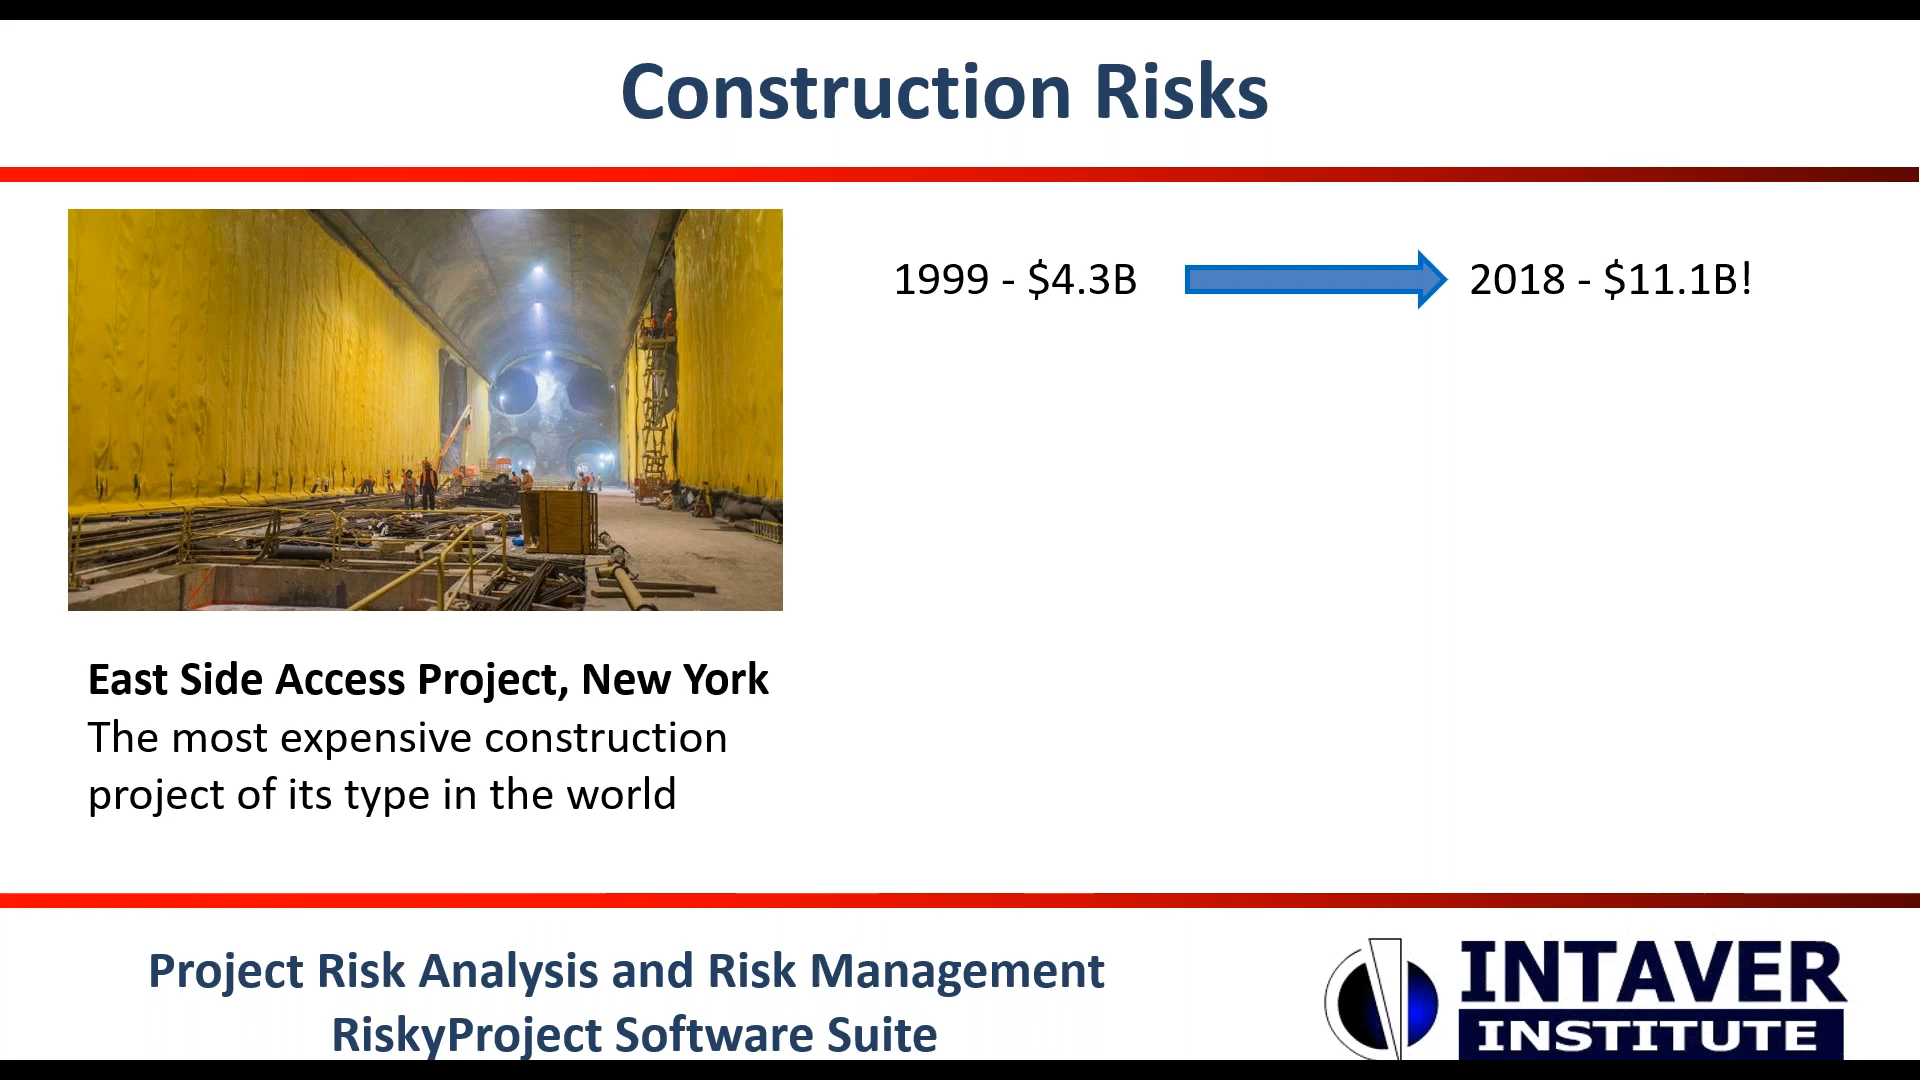 Construction Risks
1999 - $4.3B
2018 - $11.1B!
East Side Access Project, New York
The most expensive construction
project of its type in the world
Project Risk Analysis and Risk Management
RiskyProject Software Suite
INTAVER
INSTITUTE